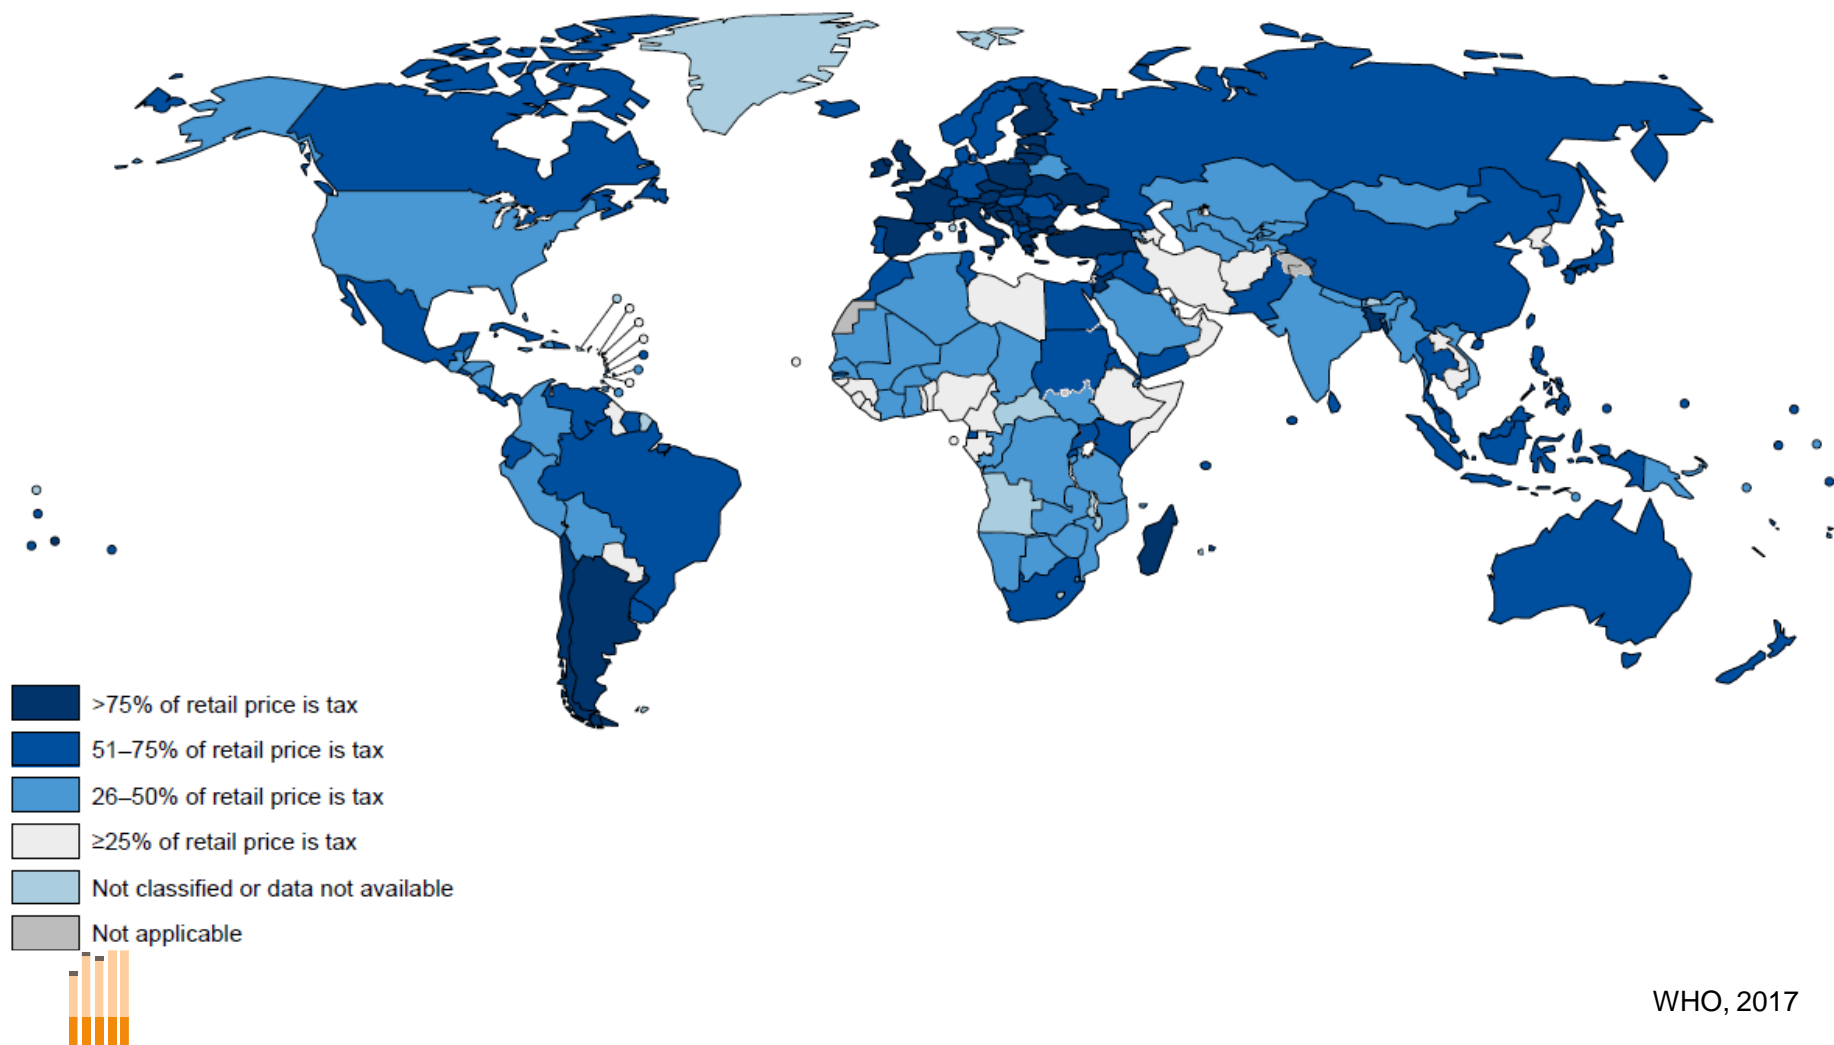 >75% of retail price is tax
51–75% of retail price is tax
26–50% of retail price is tax
≥25% of retail price is tax
Not classified or data not available
Not applicable
WHO, 2017